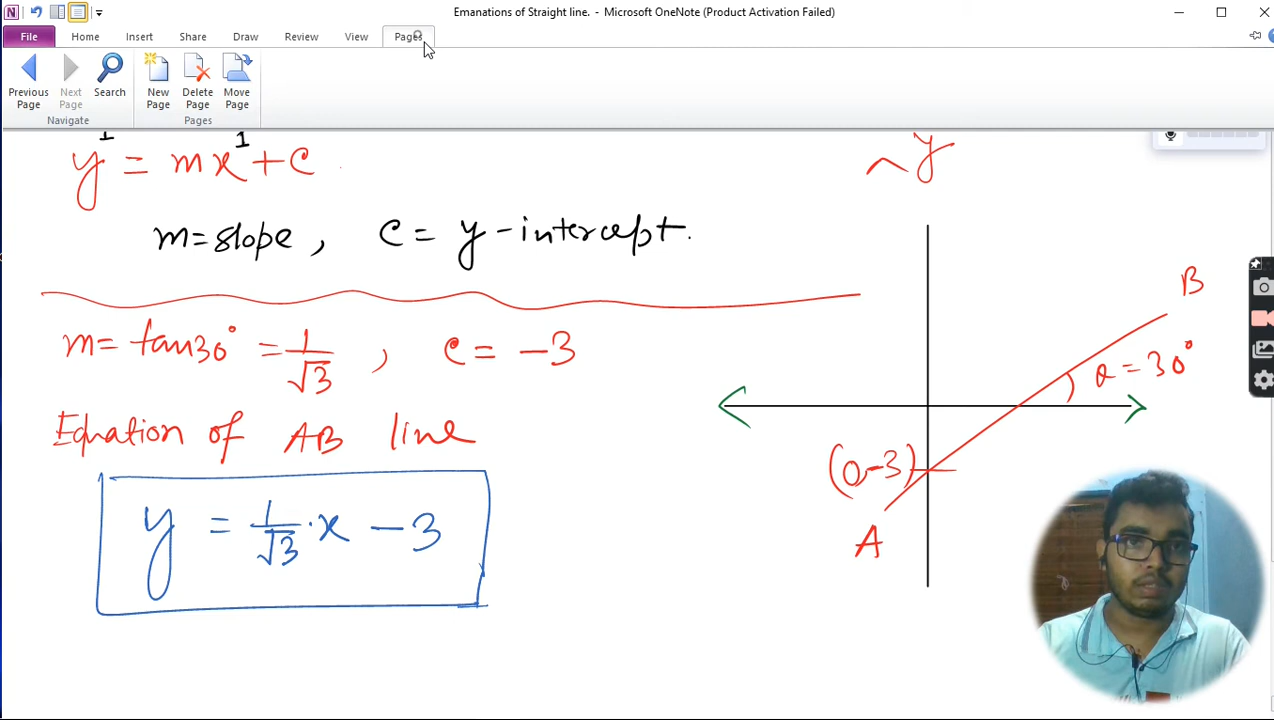 Emanations of Straight line. - Microsoft OneNote (Product Activation Failed)
File Home Insert Share Draw Review View Pages
Previous Page
Next Page
Search
New Page
Delete Page
Move Page
Navigate
Pages
y¹ = mx¹ + c
y
m = slope , c = y-intercept.
m = tan30° = 1/√3 , c = -3
Equation of AB line
y = 1/√3 · x - 3
B
θ = 30°
(0-3)
A